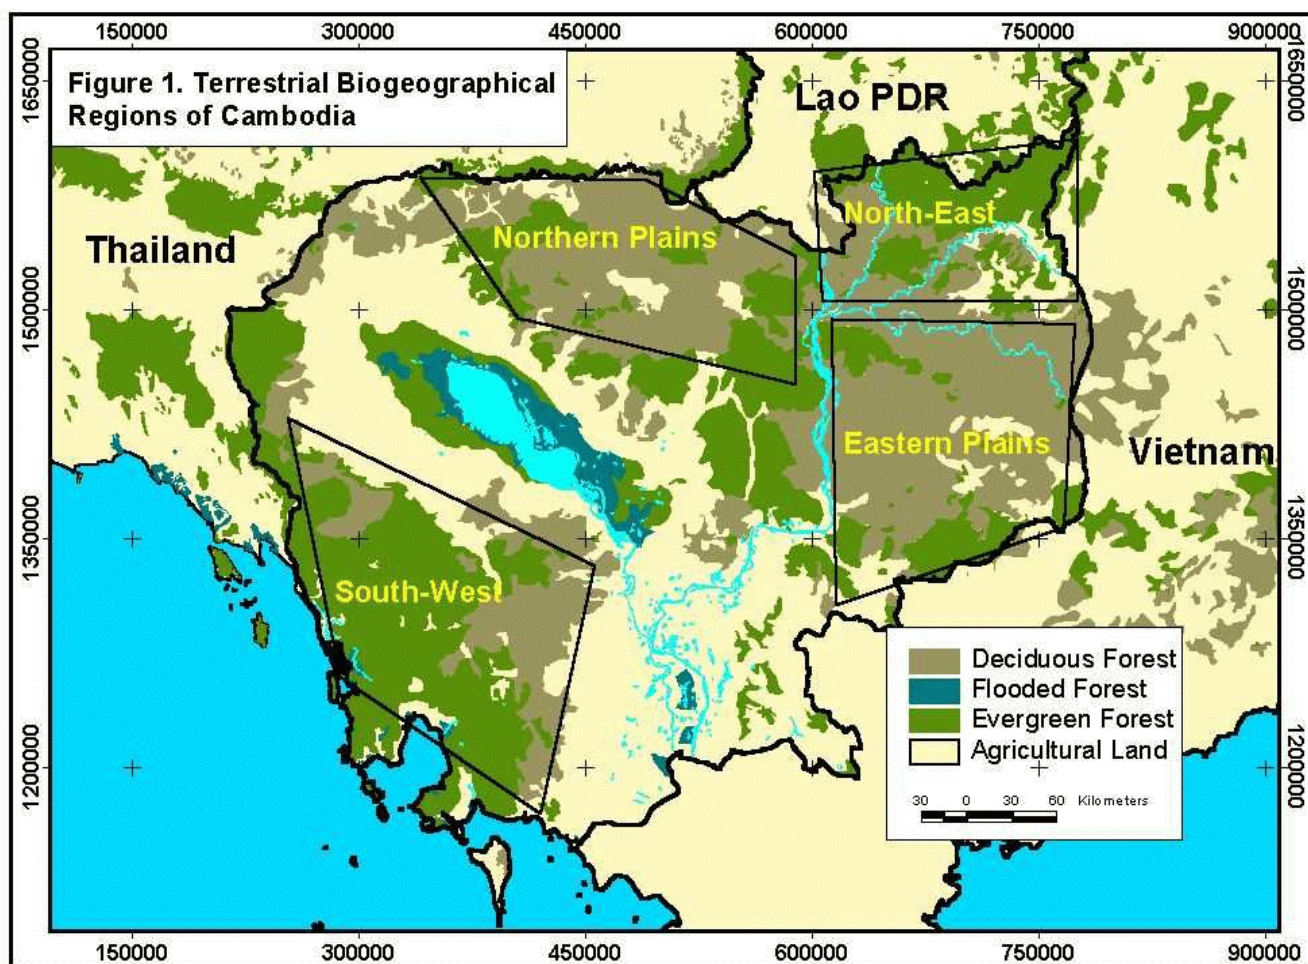 150000 300000 450000 600000 750000 900000
Figure 1. Terrestrial Biogeographical
Regions of Cambodia
Lao PDR
1650000
1650000
North-East
Northern Plains
Thailand
1500000
1500000
Eastern Plains
Vietnam
1350000
1350000
South-West
Deciduous Forest
Flooded Forest
Evergreen Forest
Agricultural Land
30 0 30 60 Kilometers
1200000
1200000
150000 300000 450000 600000 750000 900000